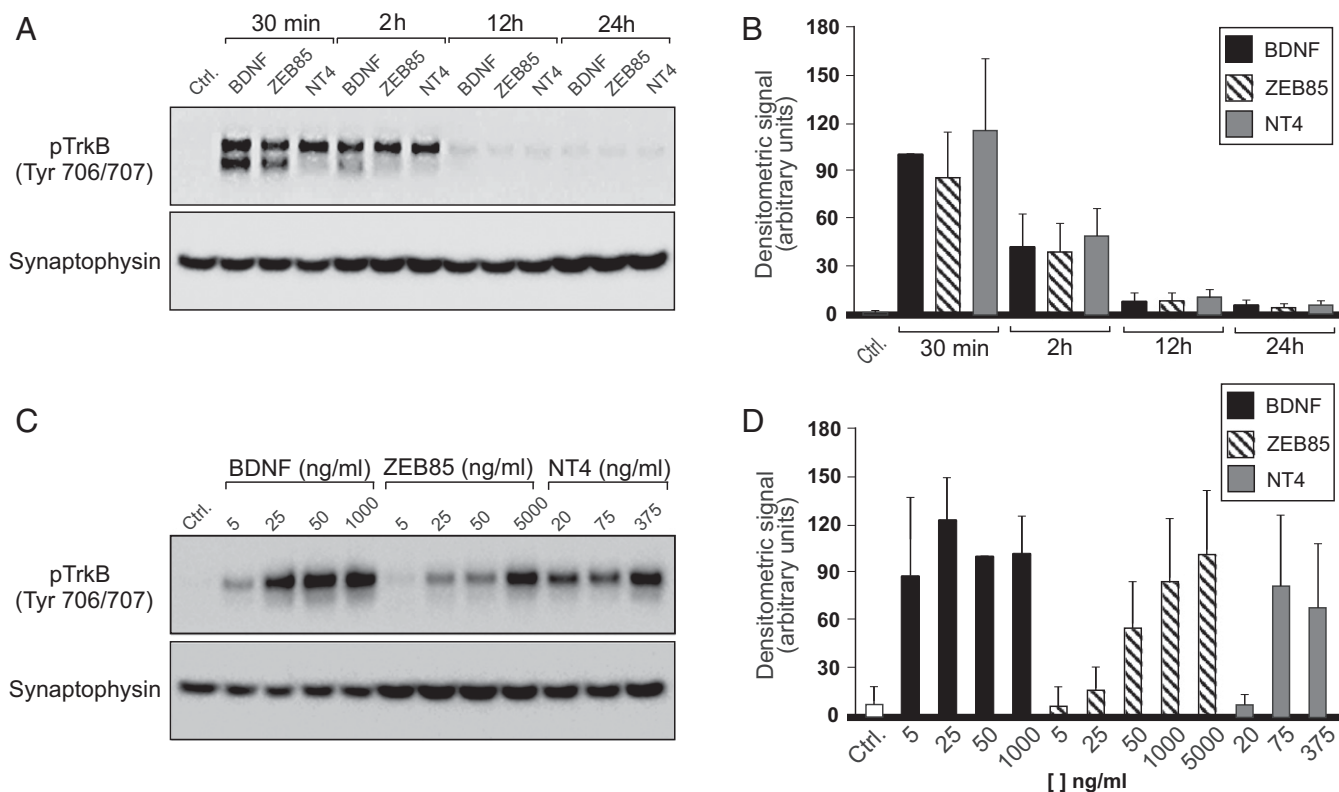 A
30 min 2h 12h 24h
Ctrl. BDNF ZEB85 NT4 BDNF ZEB85 NT4 BDNF ZEB85 NT4 BDNF ZEB85 NT4
pTrkB
(Tyr 706/707)
Synaptophysin
B
BDNF
ZEB85
NT4
Densitometric signal
(arbitrary units)
180
150
120
90
60
30
0
Ctrl. 30 min 2h 12h 24h
C
BDNF (ng/ml) ZEB85 (ng/ml) NT4 (ng/ml)
Ctrl. 5 25 50 1000 5 25 50 5000 20 75 375
pTrkB
(Tyr 706/707)
Synaptophysin
D
BDNF
ZEB85
NT4
Densitometric signal
(arbitrary units)
180
150
120
90
60
30
0
Ctrl. 5 25 50 1000 5 25 50 1000 5000 20 75 375
[ ] ng/ml